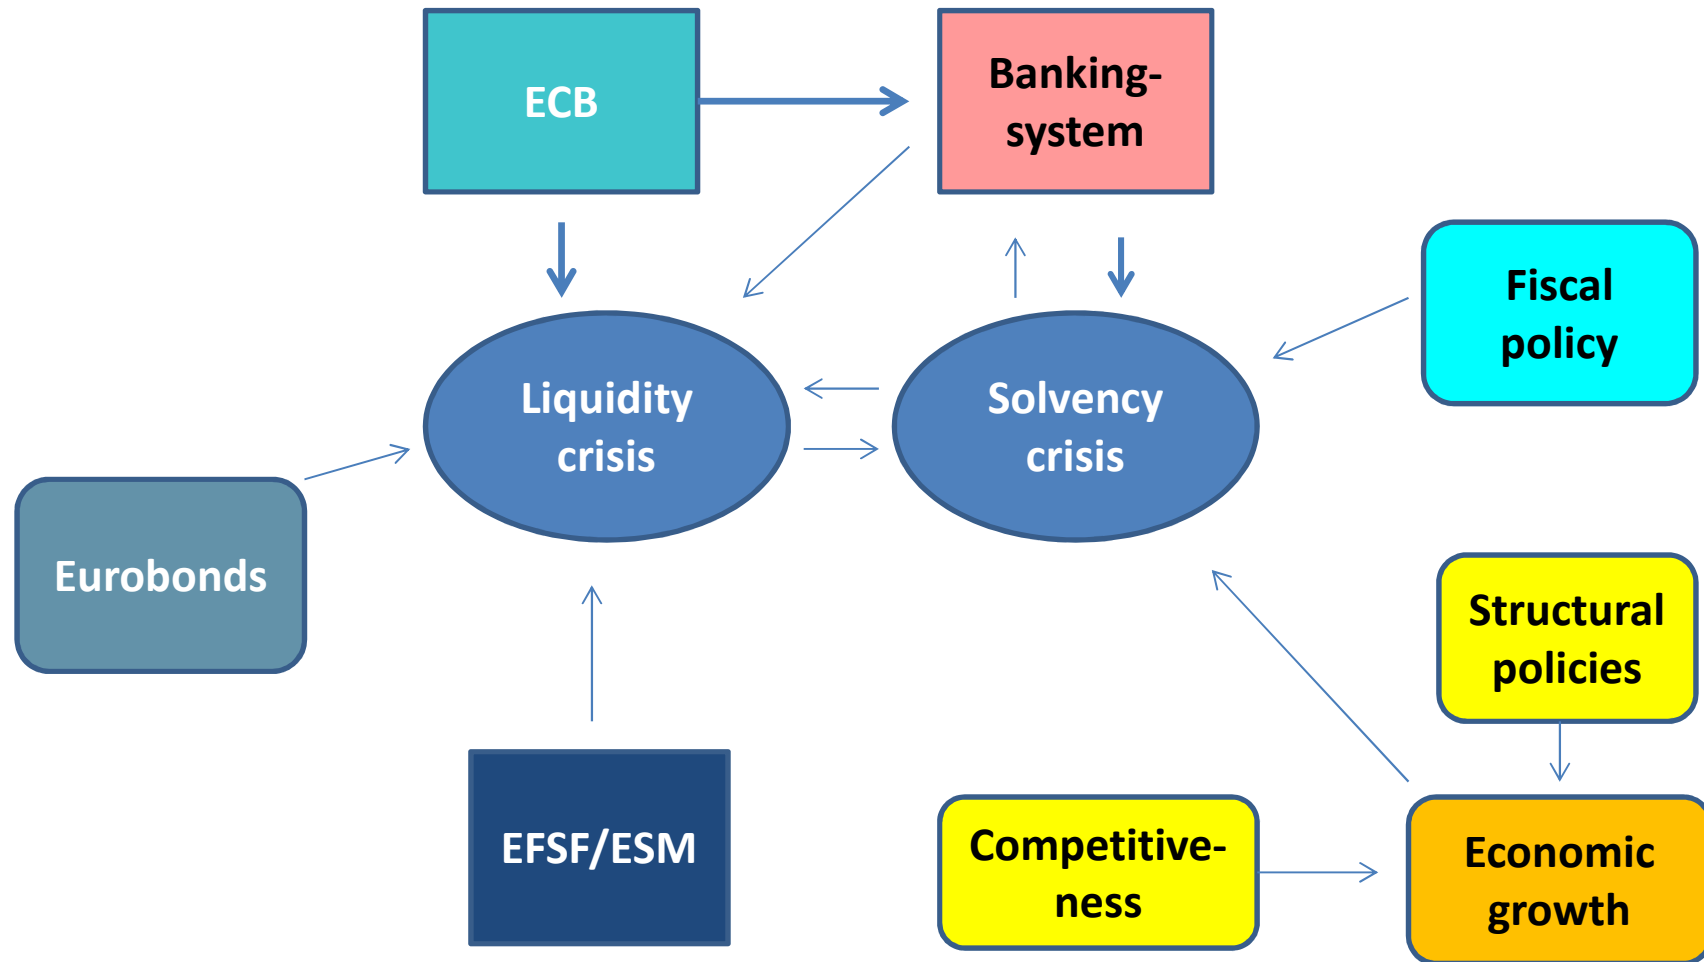 ECB
Banking-
system
Fiscal
policy
Liquidity
crisis
Solvency
crisis
Eurobonds
Structural
policies
EFSF/ESM
Competitive-
ness
Economic
growth